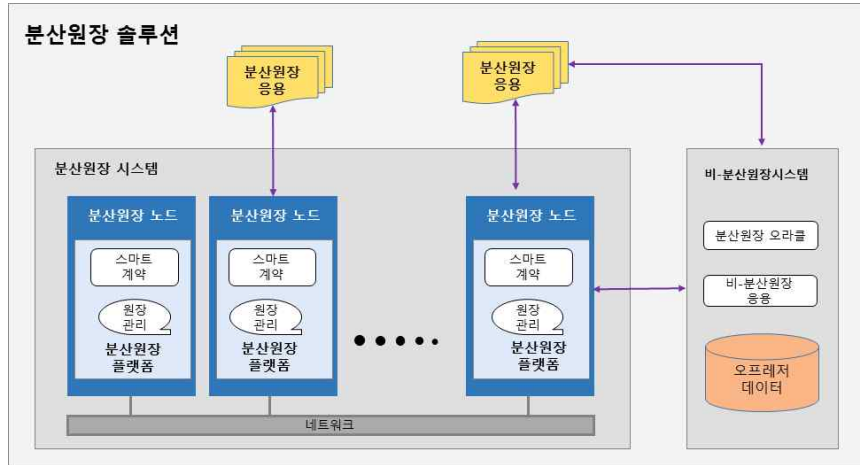 분산원장 솔루션
분산원장
응용
분산원장
응용
분산원장 시스템
분산원장 노드
스마트
계약
원장
관리
분산원장
플랫폼
분산원장 노드
스마트
계약
원장
관리
분산원장
플랫폼
분산원장 노드
스마트
계약
원장
관리
분산원장
플랫폼
네트워크
비-분산원장시스템
분산원장 오라클
비-분산원장
응용
오프레저
데이터